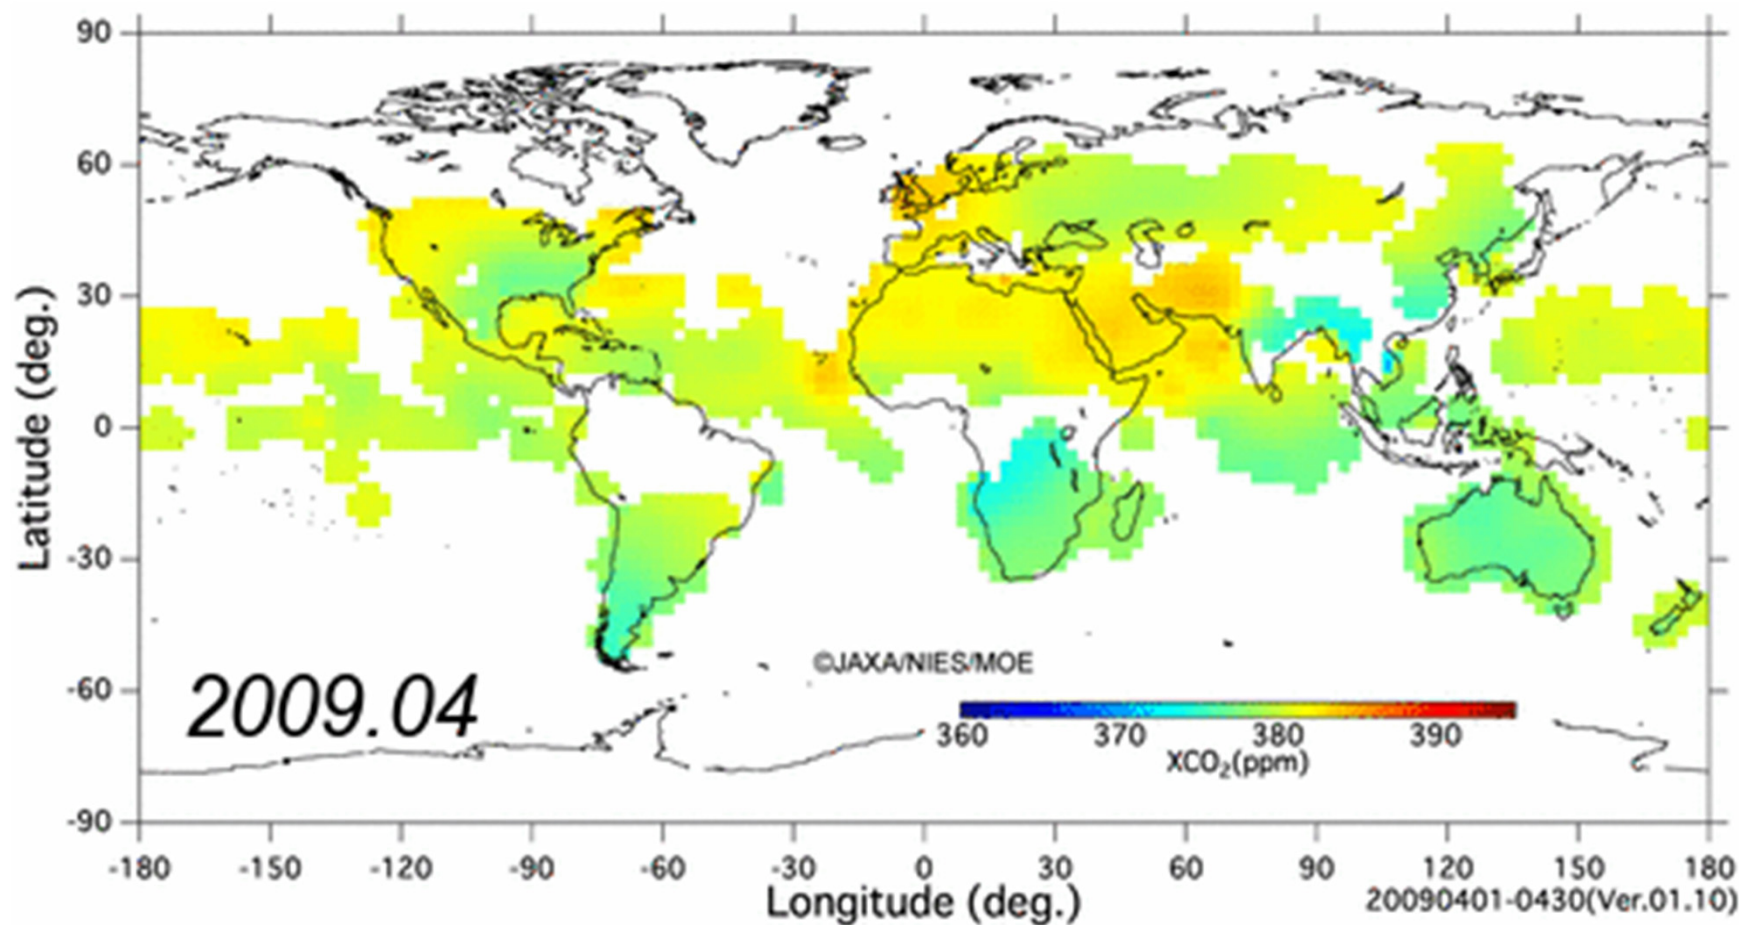 90
60
30
0
-30
-60
-90
Latitude (deg.)
©JAXA/NIES/MOE
2009.04
360 370 380 390
XCO₂(ppm)
-180 -150 -120 -90 -60 -30 0 30 60 90 120 150 180
Longitude (deg.)
20090401-0430(Ver.01.10)